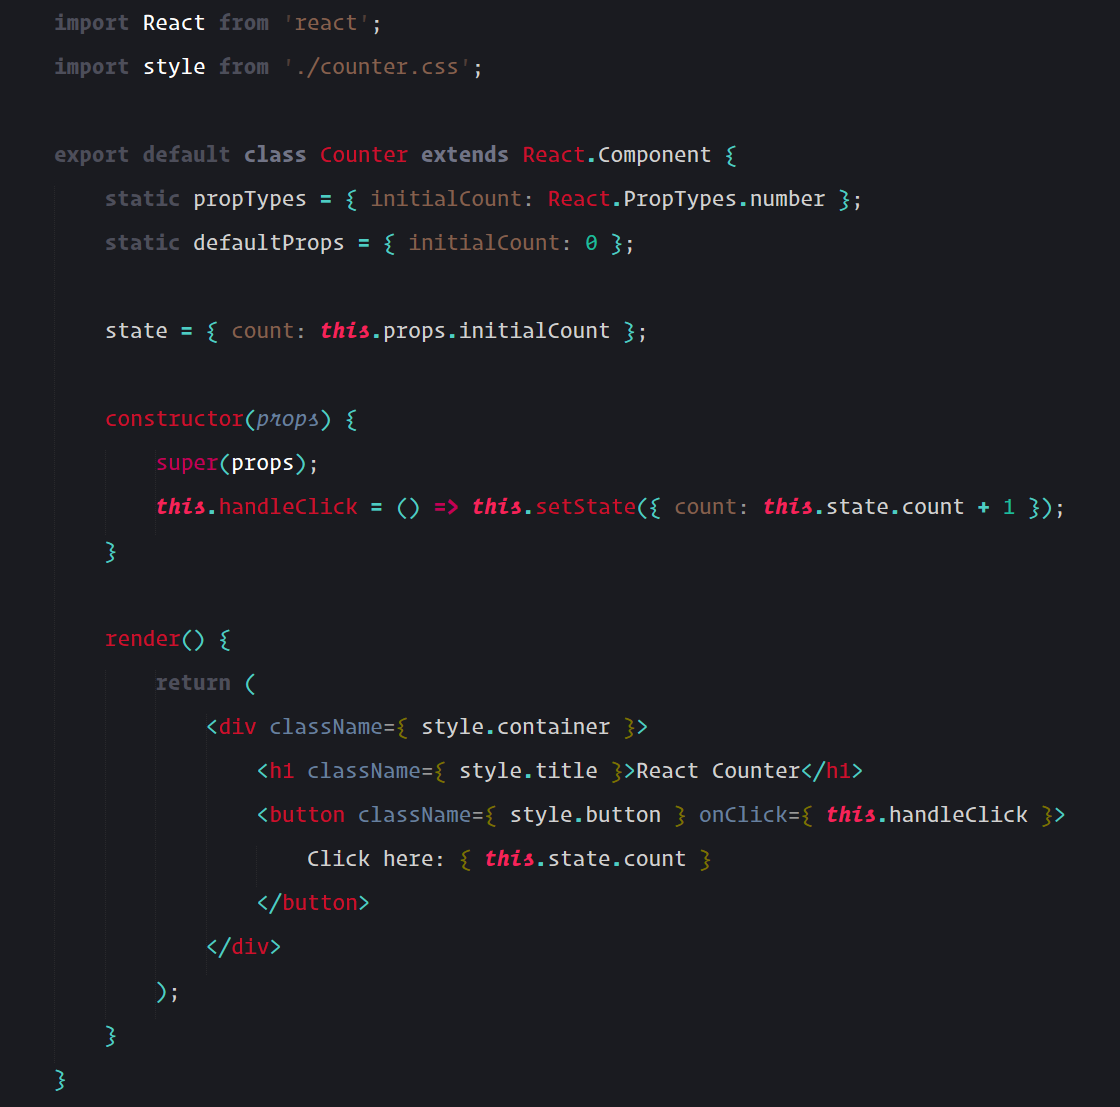 import React from 'react';
import style from './counter.css';

export default class Counter extends React.Component {
    static propTypes = { initialCount: React.PropTypes.number };
    static defaultProps = { initialCount: 0 };

    state = { count: this.props.initialCount };

    constructor(props) {
        super(props);
        this.handleClick = () => this.setState({ count: this.state.count + 1 });
    }

    render() {
        return (
            <div className={ style.container }>
                <h1 className={ style.title }>React Counter</h1>
                <button className={ style.button } onClick={ this.handleClick }>
                    Click here: { this.state.count }
                </button>
            </div>
        );
    }
}